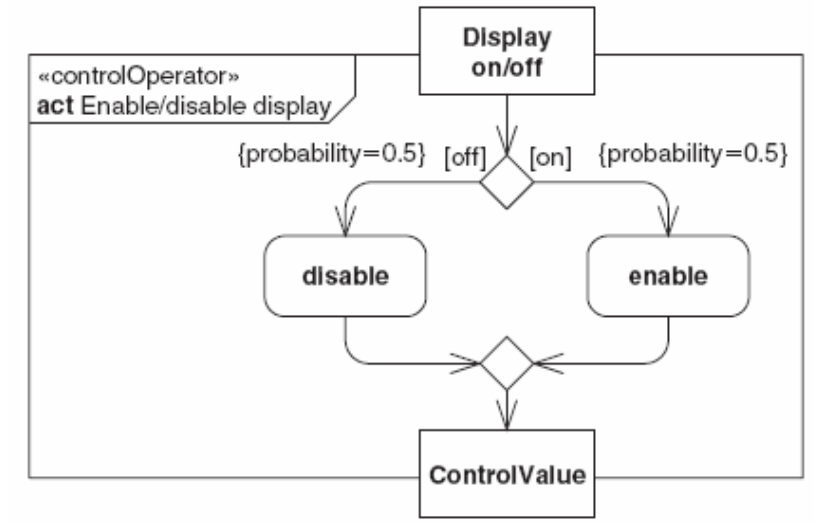 Display
on/off
«controlOperator»
act Enable/disable display
{probability=0.5} [off] [on] {probability=0.5}
disable
enable
ControlValue